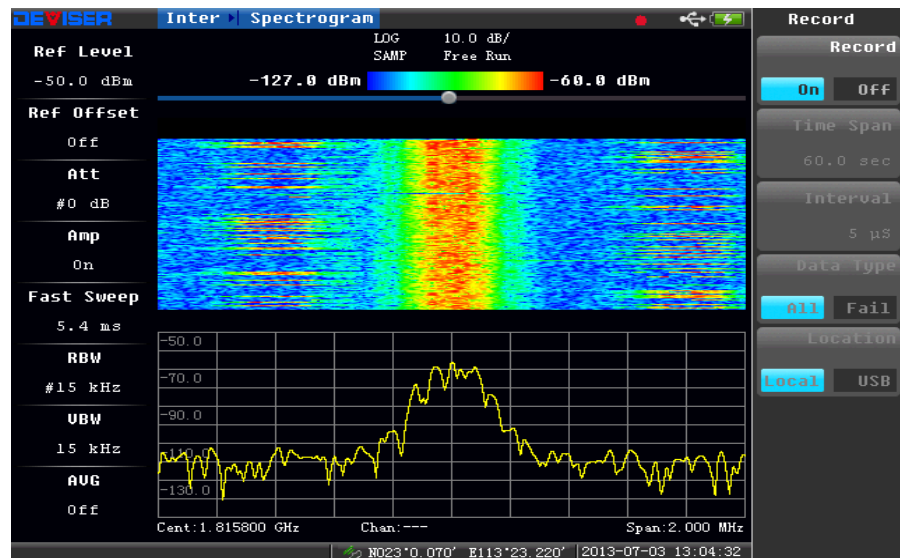 DEVISER
Inter Spectrogram
Record
Ref Level
-50.0 dBm
Ref Offset
Off
Att
#0 dB
Amp
On
Fast Sweep
5.4 ms
RBW
#15 kHz
VBW
15 kHz
AVG
Off
LOG 10.0 dB/
SAMP Free Run
-127.0 dBm -60.0 dBm
-50.0
-70.0
-90.0
-110.0
-130.0
Cent:1.815800 GHz Chan:--- Span:2.000 MHz
N023°0.070' E113°23.220' 2013-07-03 13:04:32
Record
On Off
Time Span
60.0 sec
Interval
5 µS
Data Type
All Fail
Location
Local USB